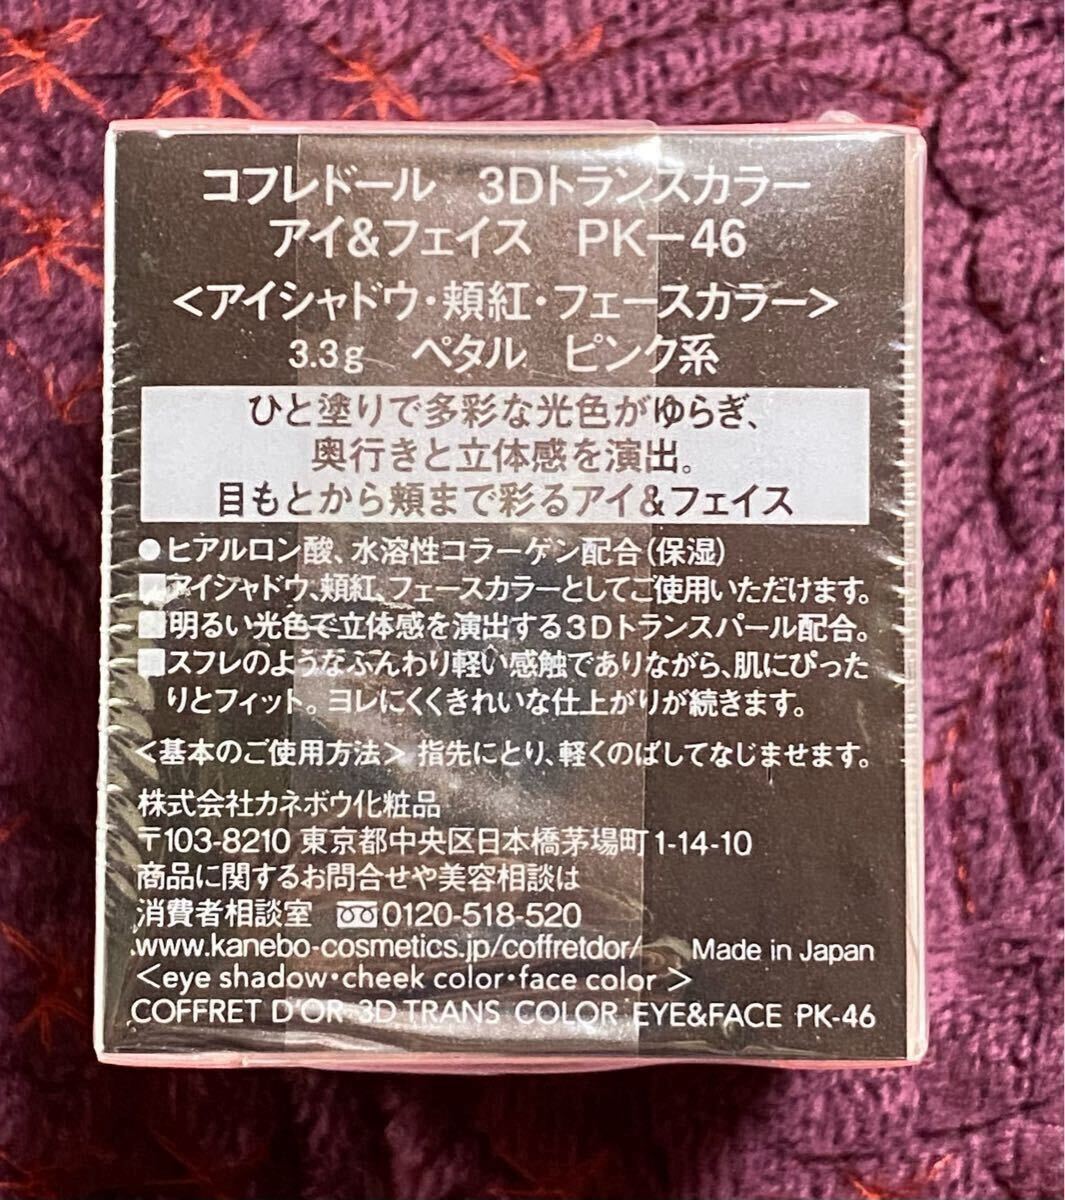 コフレドール　3Dトランスカラー
アイ&フェイス　PK−46
<アイシャドウ・頬紅・フェースカラー>
3.3g　ペタル　ピンク系
ひと塗りで多彩な光色がゆらぎ、
奥行きと立体感を演出。
目もとから頬まで彩るアイ&フェイス
●ヒアルロン酸、水溶性コラーゲン配合(保湿)
■アイシャドウ、頬紅、フェースカラーとしてご使用いただけます。
■明るい光色で立体感を演出する3Dトランスパール配合。
■スフレのようなふんわり軽い感触でありながら、肌にぴった
りとフィット。ヨレにくくきれいな仕上がりが続きます。
<基本のご使用方法> 指先にとり、軽くのばしてなじませます。
株式会社カネボウ化粧品
〒103-8210 東京都中央区日本橋茅場町1-14-10
商品に関するお問合せや美容相談は
消費者相談室　0120-518-520
www.kanebo-cosmetics.jp/coffretdor/　Made in Japan
<eye shadow・cheek color・face color>
COFFRET D'OR 3D TRANS COLOR EYE&FACE PK-46